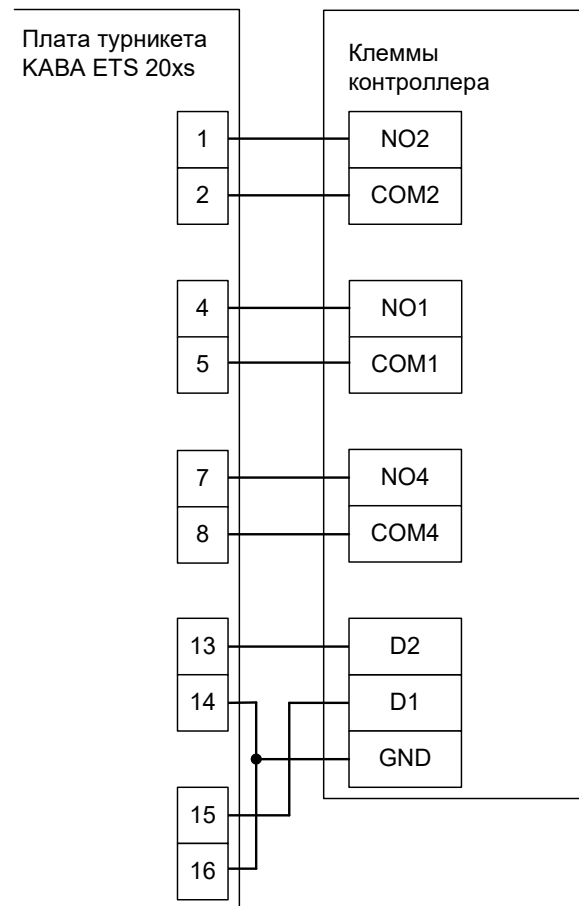 Плата турникета
KABA ETS 20xs
Клеммы
контроллера
1
NO2
2
COM2
4
NO1
5
COM1
7
NO4
8
COM4
13
D2
14
D1
GND
15
16